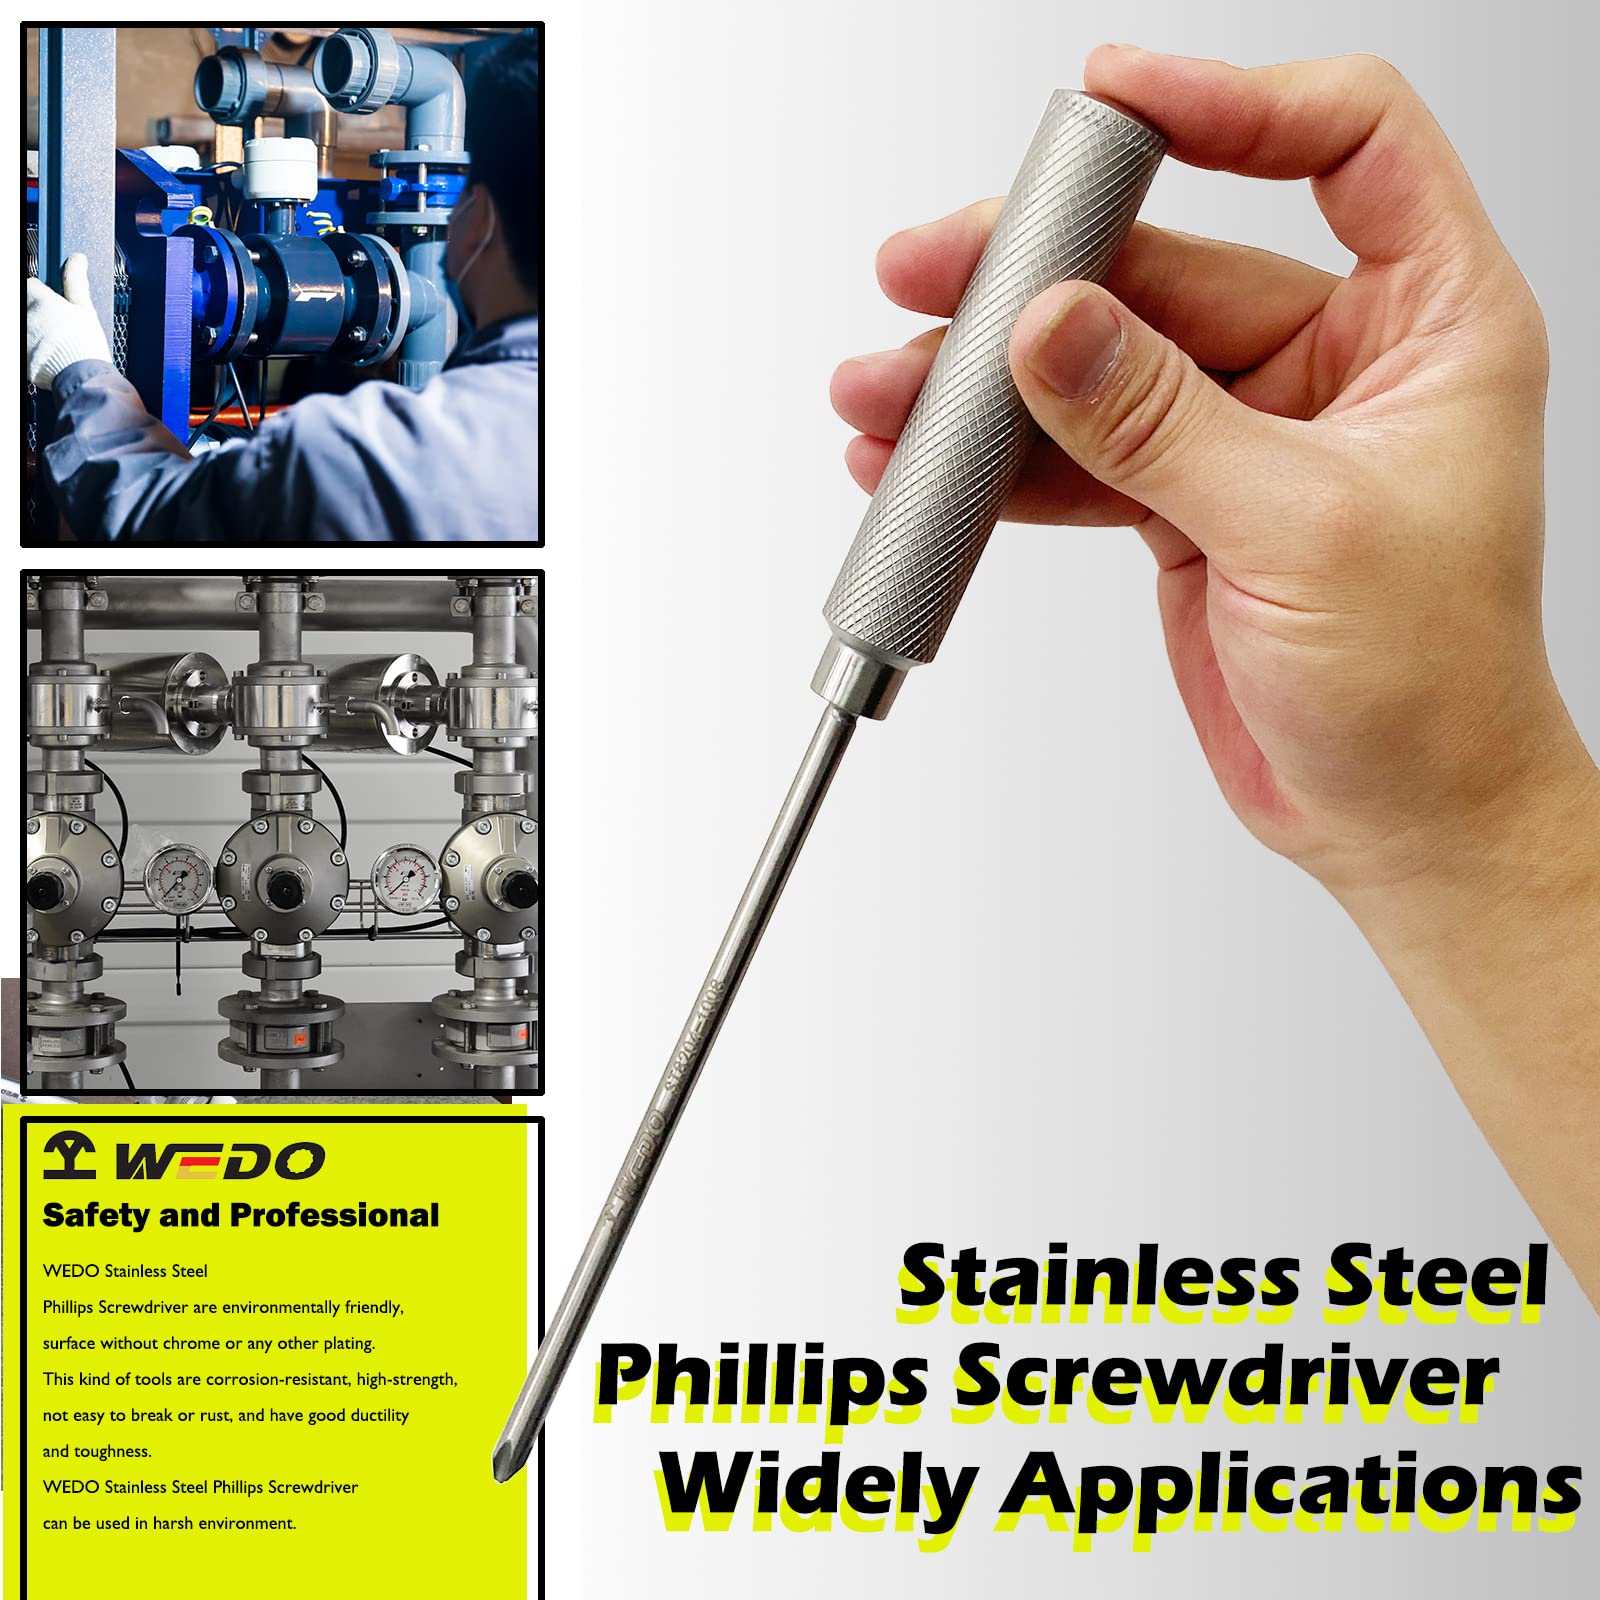 WEDO
Safety and Professional
WEDO Stainless Steel
Phillips Screwdriver are environmentally friendly,
surface without chrome or any other plating.
This kind of tools are corrosion-resistant, high-strength,
not easy to break or rust, and have good ductility
and toughness.
WEDO Stainless Steel Phillips Screwdriver
can be used in harsh environment.
WEDO ST8204-1008
Stainless Steel
Phillips Screwdriver
Widely Applications